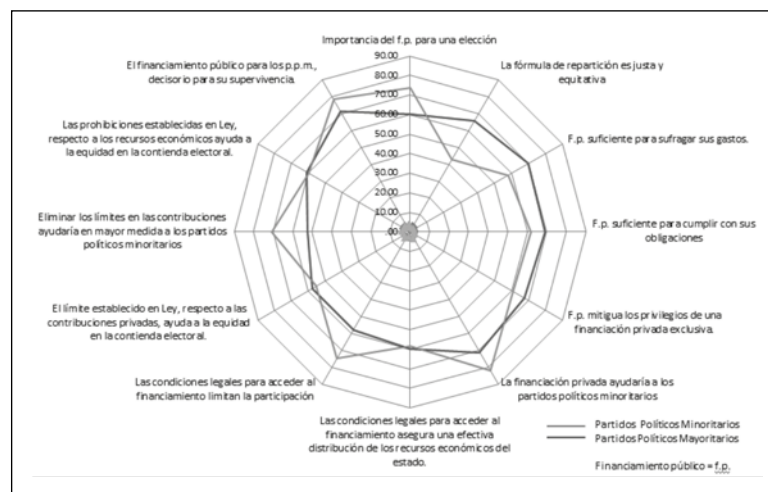 Importancia del f.p. para una elección
90.00
80.00
70.00
60.00
50.00
40.00
30.00
20.00
10.00
.00
La fórmula de repartición es justa y
equitativa
F.p. suficiente para sufragar sus gastos.
F.p. suficiente para cumplir con sus
obligaciones
F.p. mitigua los privilegios de una
financiación privada exclusiva.
La financiación privada ayudaría a los
partidos políticos minoritarios
Las condiciones legales para acceder al
financiamiento asegura una efectiva
distribución de los recursos económicos del
estado.
Las condiciones legales para acceder al
financiamiento limitan la participación
El límite establecido en Ley, respecto a las
contribuciones privadas, ayuda a la equidad
en la contienda electoral.
Eliminar los límites en las contribuciones
ayudaría en mayor medida a los partidos
políticos minoritarios
Las prohibiciones establecidas en Ley,
respecto a los recursos económicos ayuda a
la equidad en la contienda electoral.
El financiamiento público para los p.p.m.,
decisorio para su supervivencia.
Partidos Políticos Minoritarios
Partidos Políticos Mayoritarios
Financiamiento público = f.p.